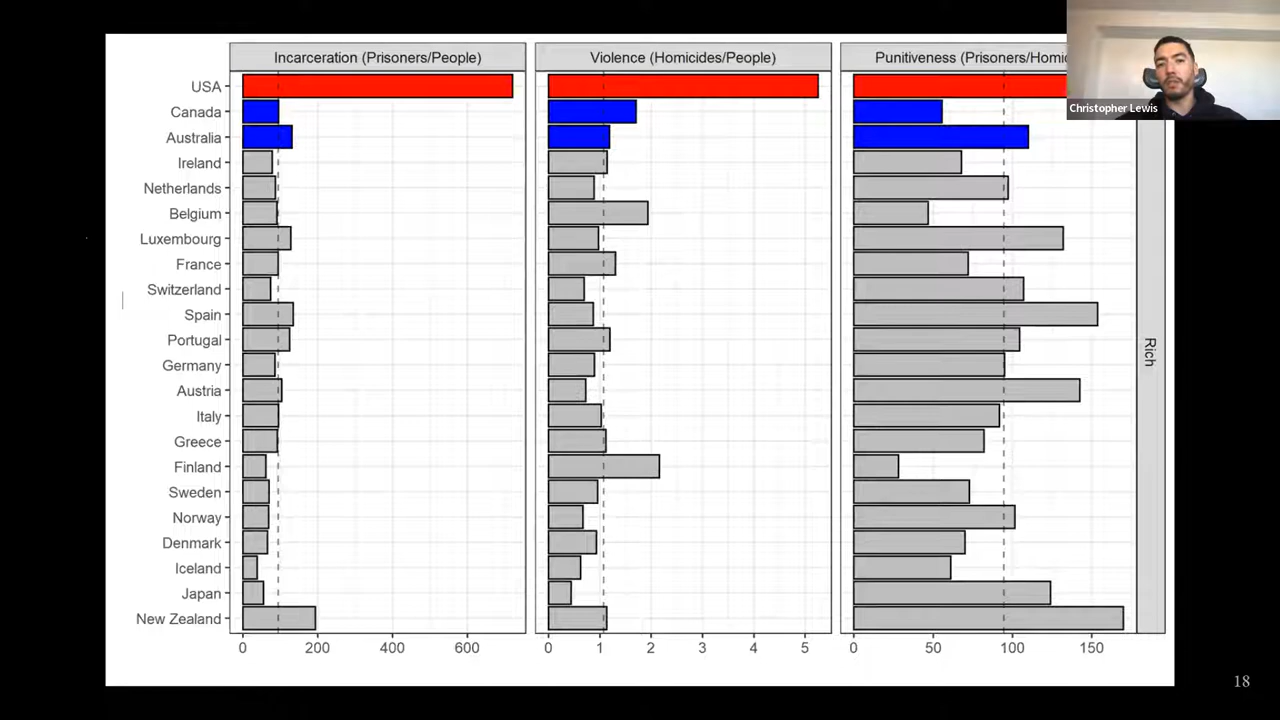 Incarceration (Prisoners/People)
Violence (Homicides/People)
Punitiveness (Prisoners/Homic
Christopher Lewis
USA
Canada
Australia
Ireland
Netherlands
Belgium
Luxembourg
France
Switzerland
Spain
Portugal
Germany
Austria
Italy
Greece
Finland
Sweden
Norway
Denmark
Iceland
Japan
New Zealand
Rich
0 200 400 600
0 1 2 3 4 5
0 50 100 150
18